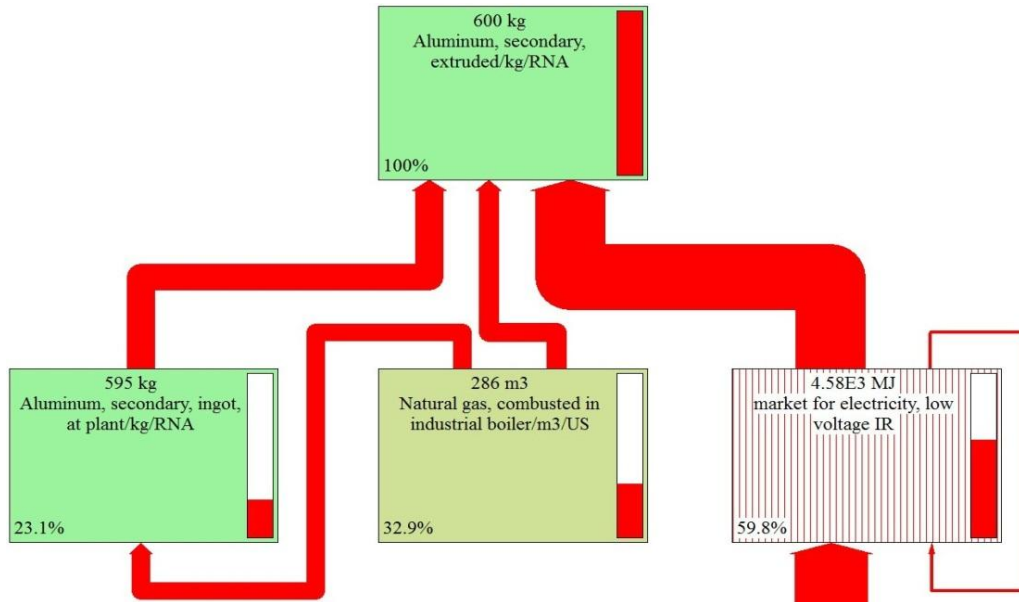 600 kg
Aluminum, secondary,
extruded/kg/RNA
100%
595 kg
Aluminum, secondary, ingot,
at plant/kg/RNA
23.1%
286 m3
Natural gas, combusted in
industrial boiler/m3/US
32.9%
4.58E3 MJ
market for electricity, low
voltage IR
59.8%